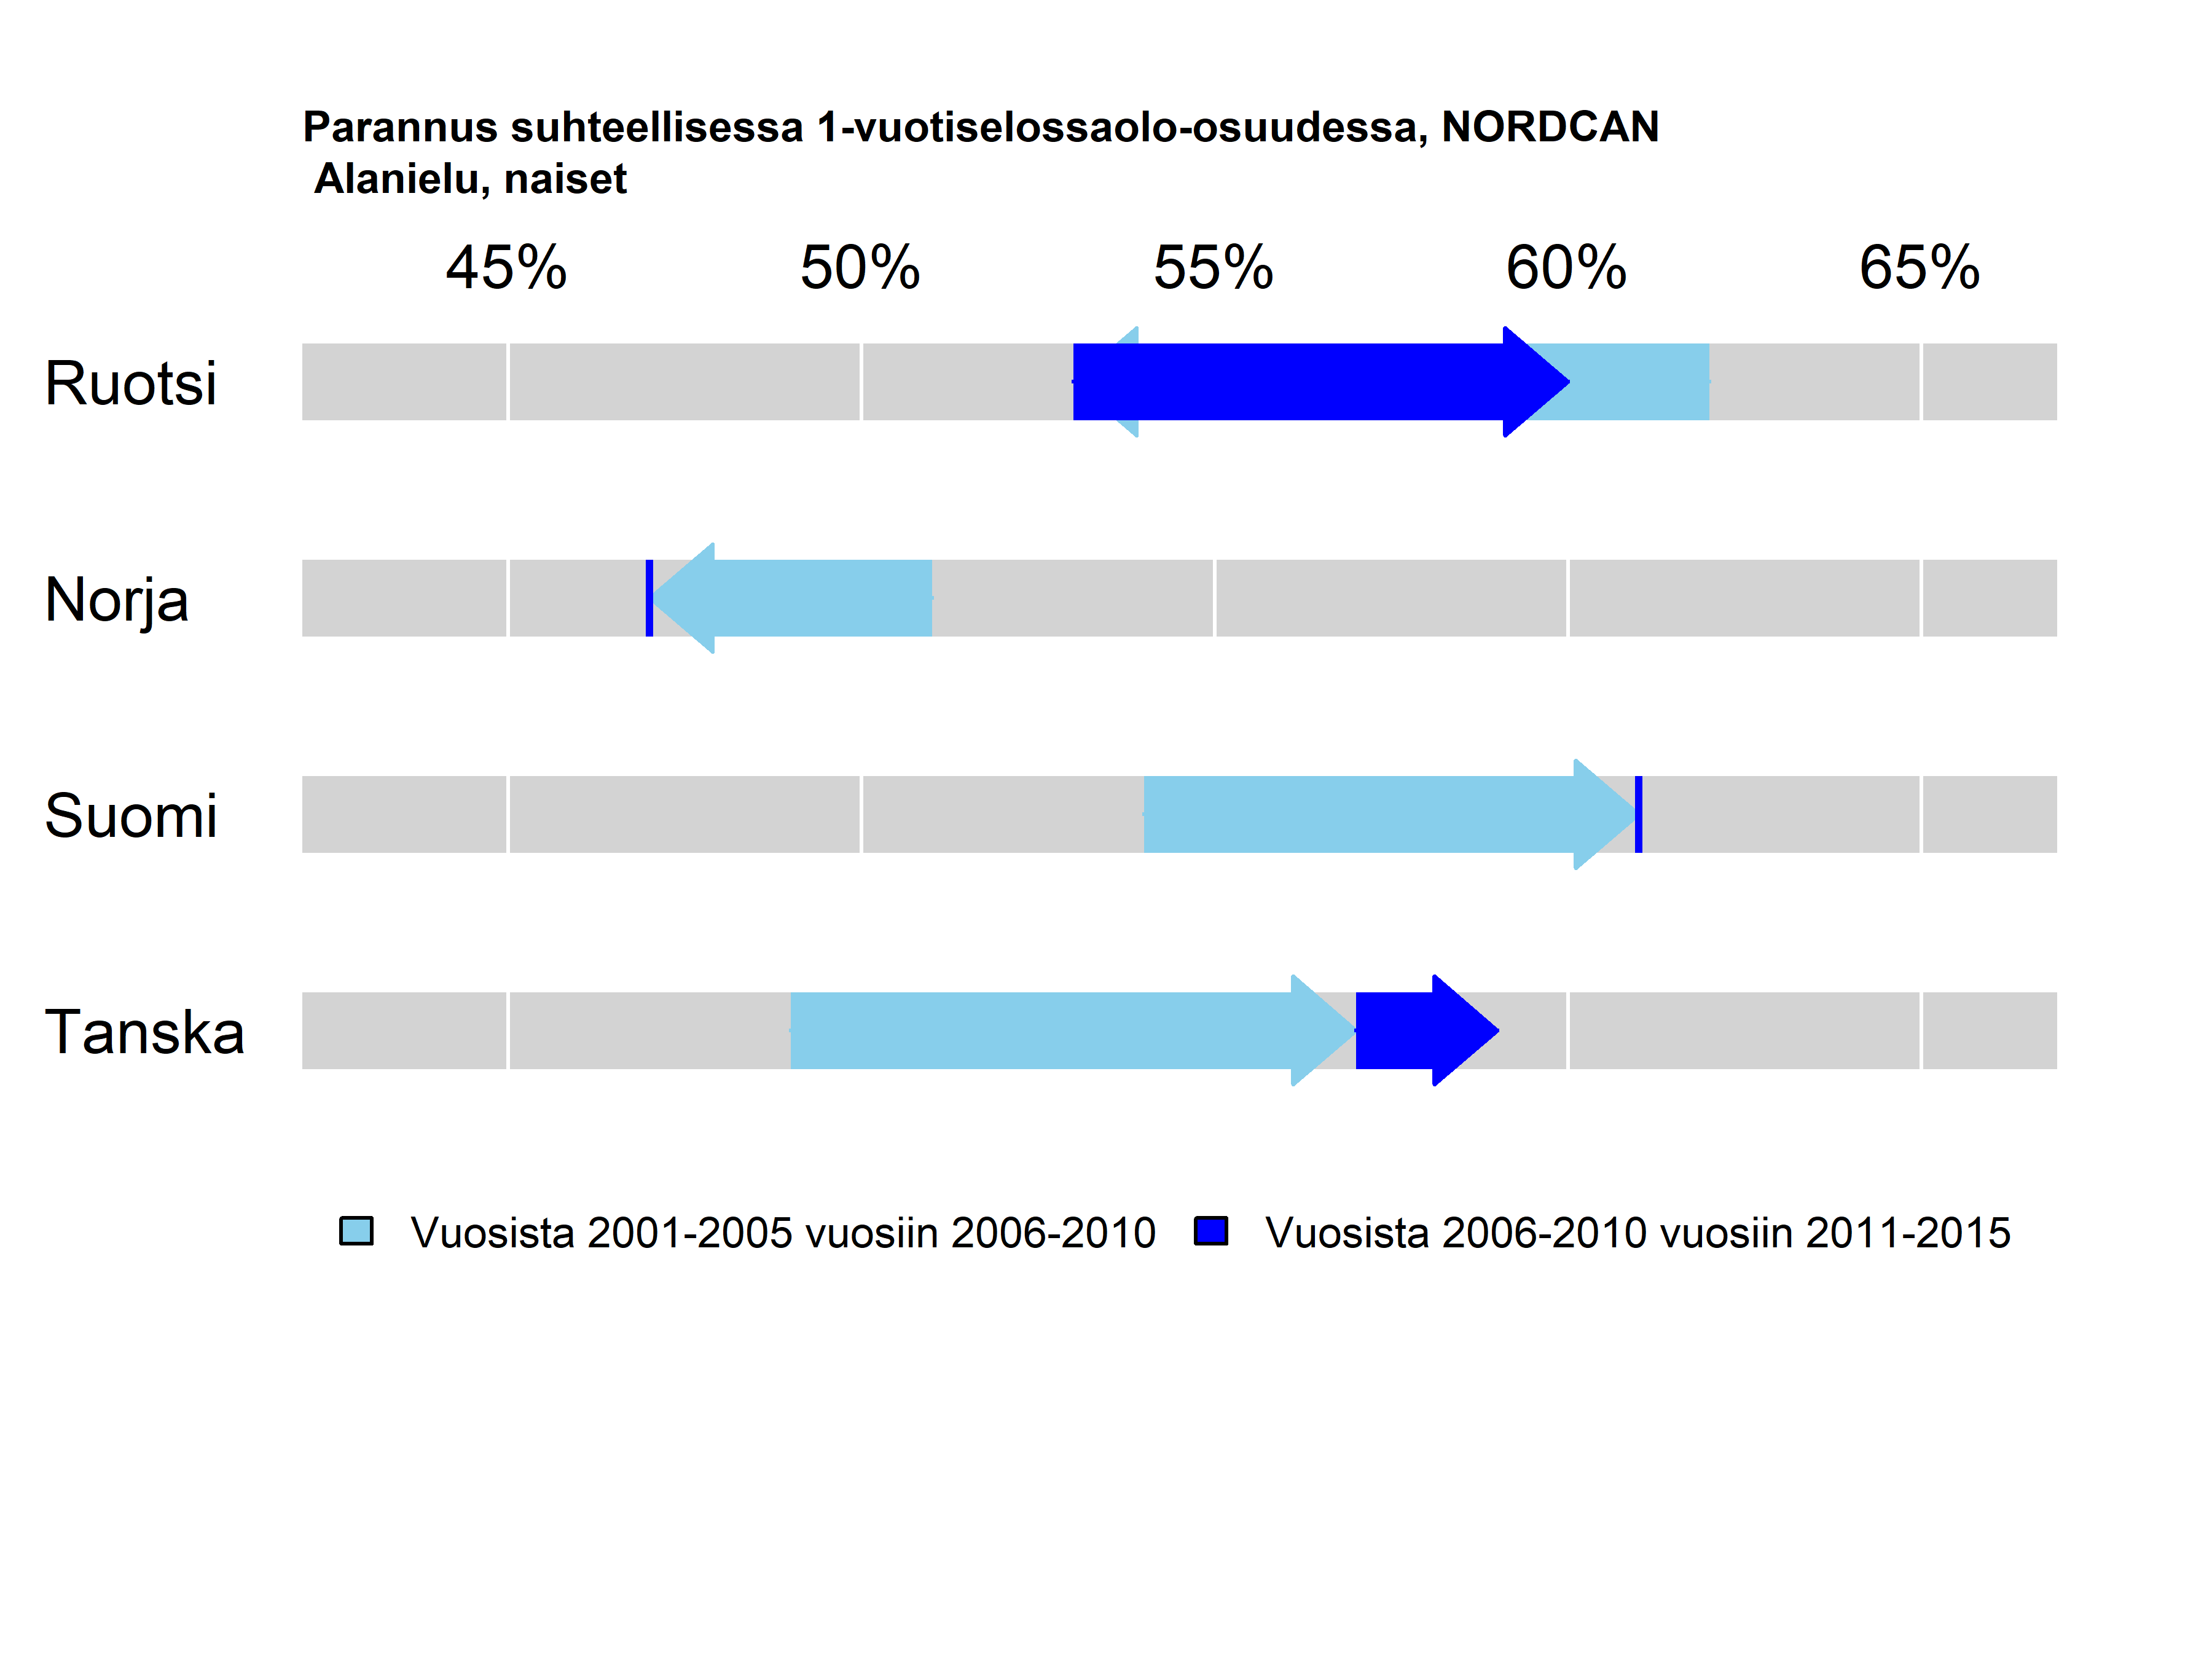 Parannus suhteellisessa 1-vuotiselossaolo-osuudessa, NORDCAN
Alanielu, naiset
45% 50% 55% 60% 65%
Ruotsi
Norja
Suomi
Tanska
Vuosista 2001-2005 vuosiin 2006-2010 Vuosista 2006-2010 vuosiin 2011-2015